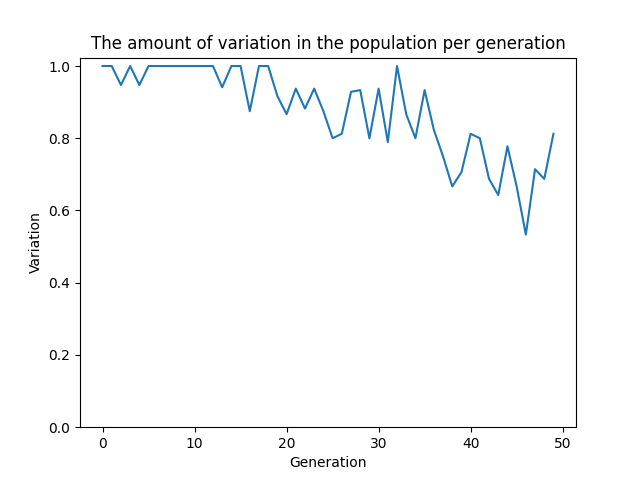 The amount of variation in the population per generation
1.0
0.8
0.6
0.4
0.2
0.0
Variation
0 10 20 30 40 50
Generation